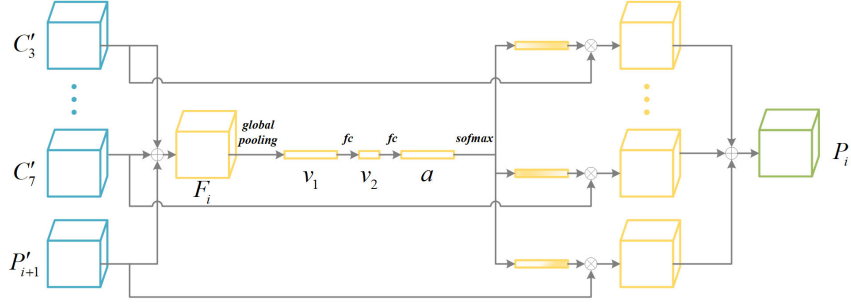 C′₃
C′₇
P′ᵢ₊₁
Fᵢ
global
pooling
v₁
fc
v₂
fc
a
sofmax
Pᵢ